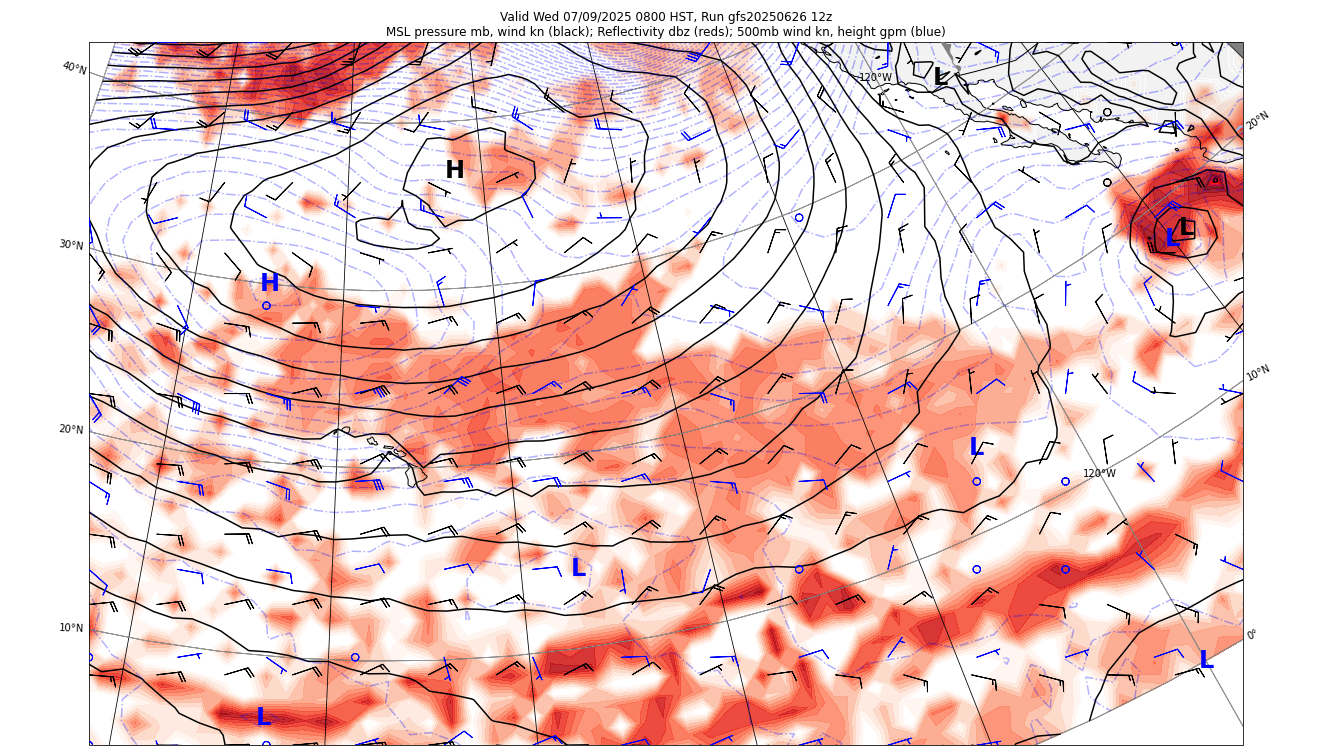 Valid Wed 07/09/2025 0800 HST, Run gfs20250626 12z
MSL pressure mb, wind kn (black); Reflectivity dbz (reds); 500mb wind kn, height gpm (blue)
40°N
120°W
L
20°N
H
30°N
L
L
H
10°N
20°N
L
120°W
L
10°N
0°
L
L